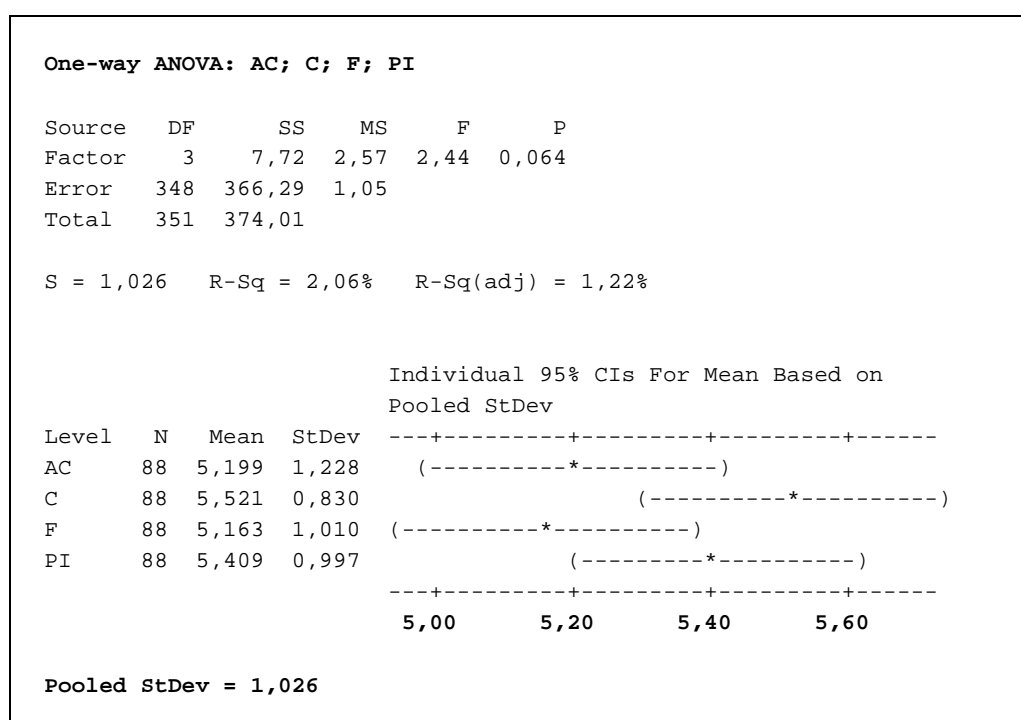 One-way ANOVA: AC; C; F; PI
Source   DF      SS    MS     F      P
Factor    3    7,72  2,57  2,44  0,064
Error   348  366,29  1,05
Total   351  374,01
S = 1,026   R-Sq = 2,06%   R-Sq(adj) = 1,22%
Individual 95% CIs For Mean Based on
Pooled StDev
Level   N   Mean  StDev  ---+---------+---------+---------+------
AC     88  5,199  1,228    (----------*----------)
C      88  5,521  0,830                    (----------*----------)
F      88  5,163  1,010  (----------*----------)
PI     88  5,409  0,997               (---------*----------)
---+---------+---------+---------+------
5,00      5,20      5,40      5,60
Pooled StDev = 1,026